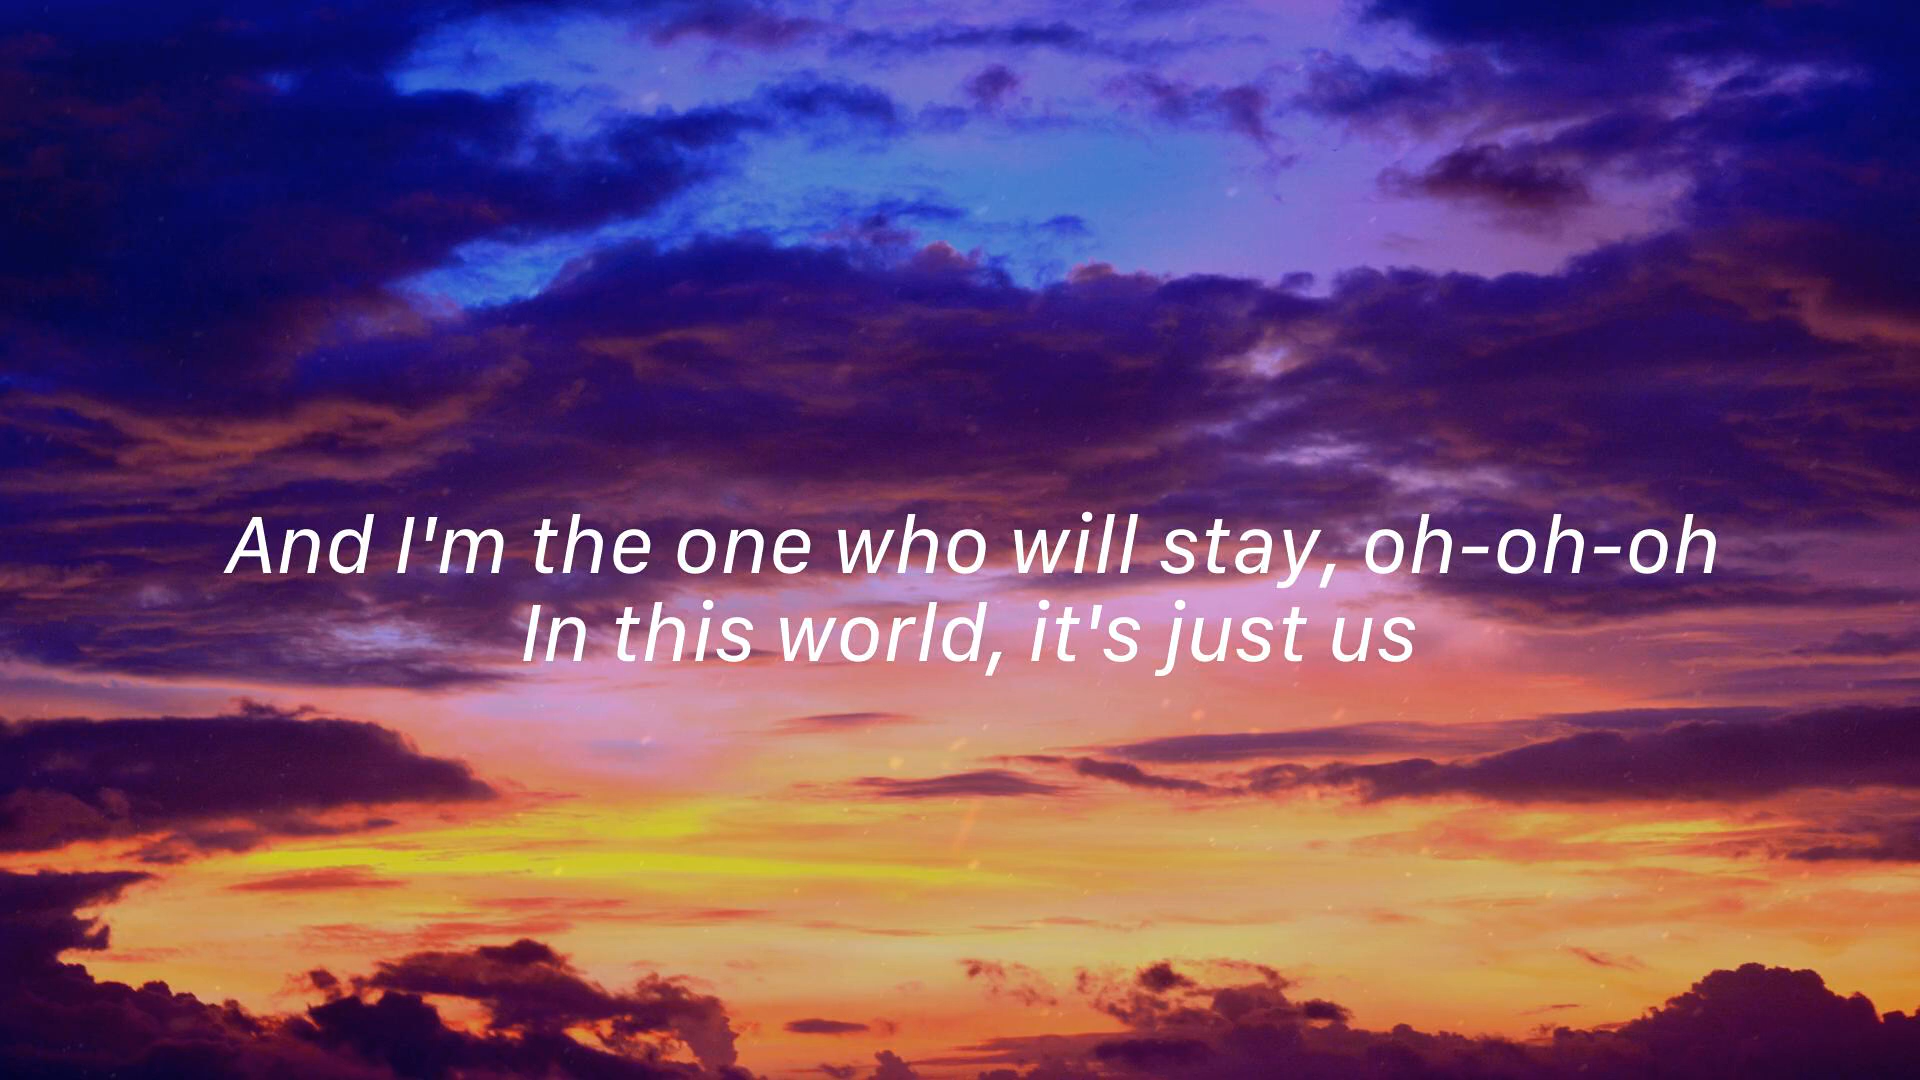 And I'm the one who will stay, oh-oh-oh
In this world, it's just us